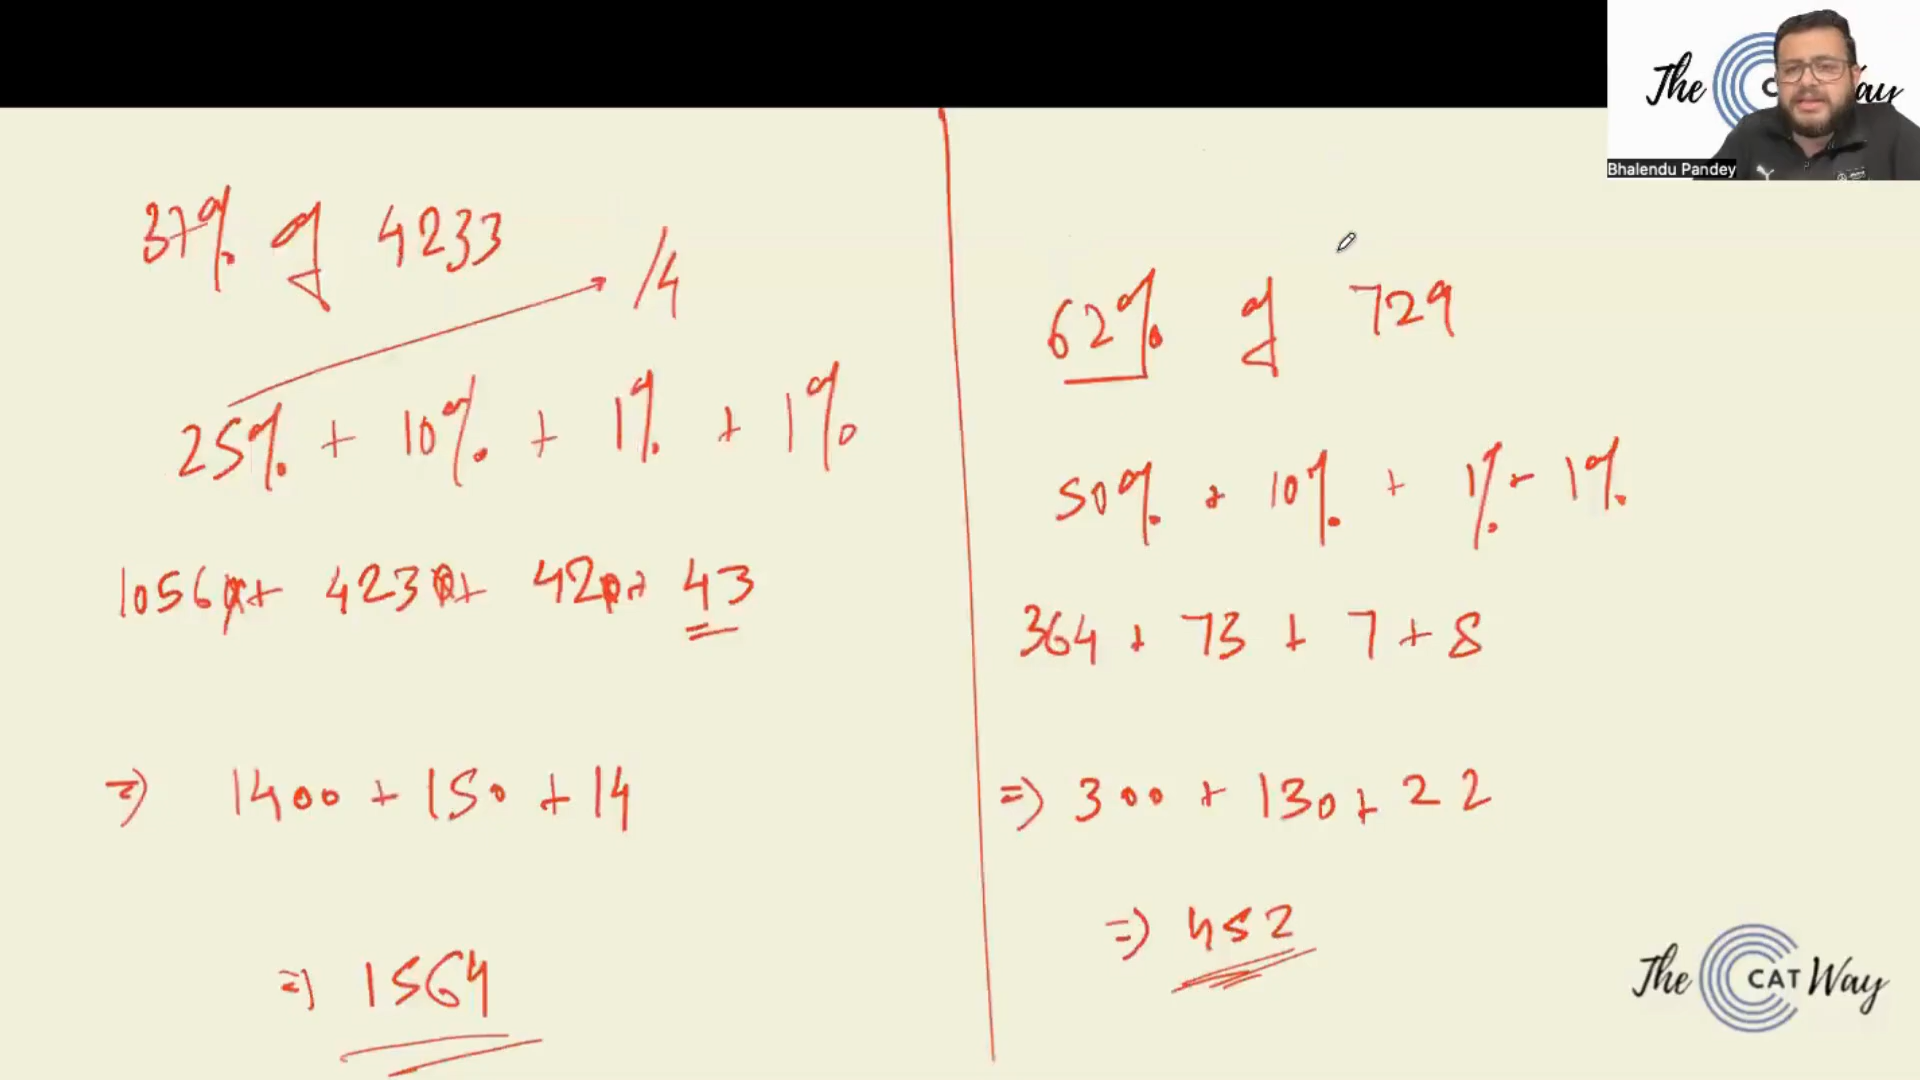 The CAT Way
Bhalendu Pandey
37% of 4233
/4
25% + 10% + 1% + 1%
1056 + 423 + 42 + 43
⇒ 1400 + 150 + 14
⇒ 1564
62% of 729
50% + 10% + 1% + 1%
364 + 73 + 7 + 8
⇒ 300 + 130 + 22
⇒ 452
The CAT Way